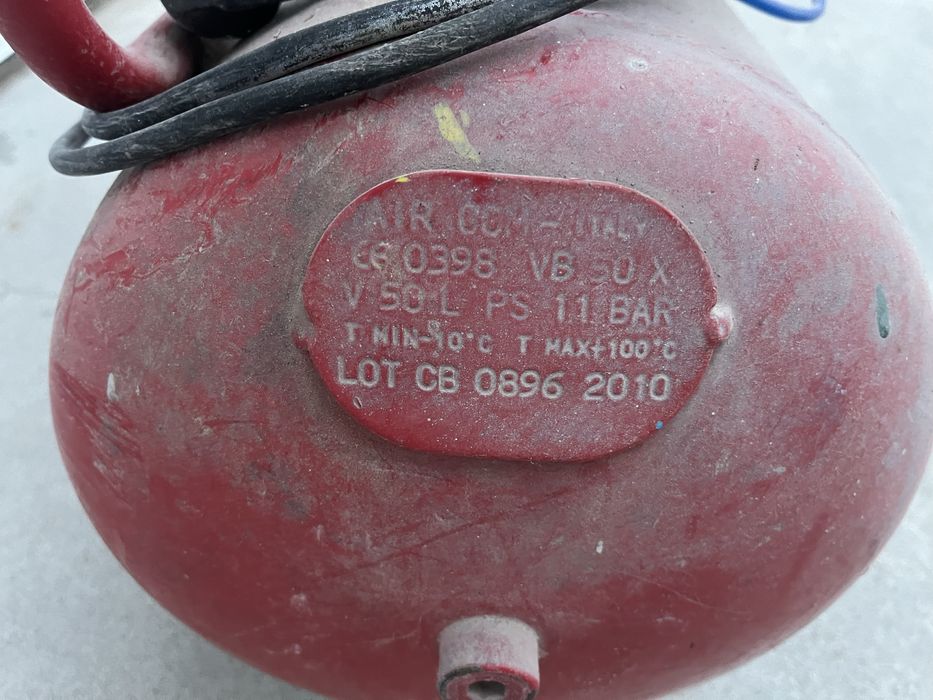 AIR COM - ITALY
CE 0398 VB 50 X
V 50 L PS 11 BAR
T MIN-10°C T MAX+100°C
LOT CB 0896 2010